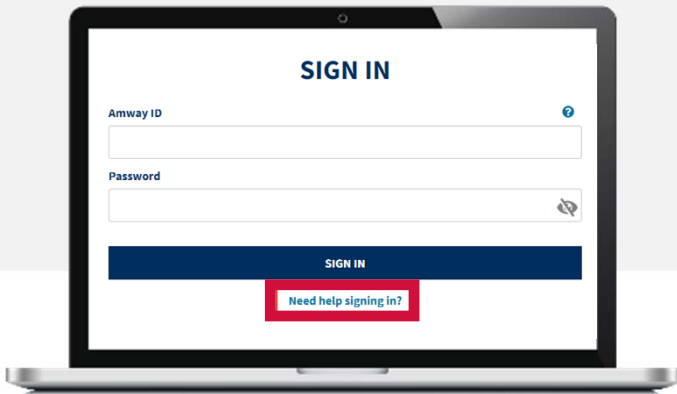 SIGN IN
Amway ID
Password
SIGN IN
Need help signing in?